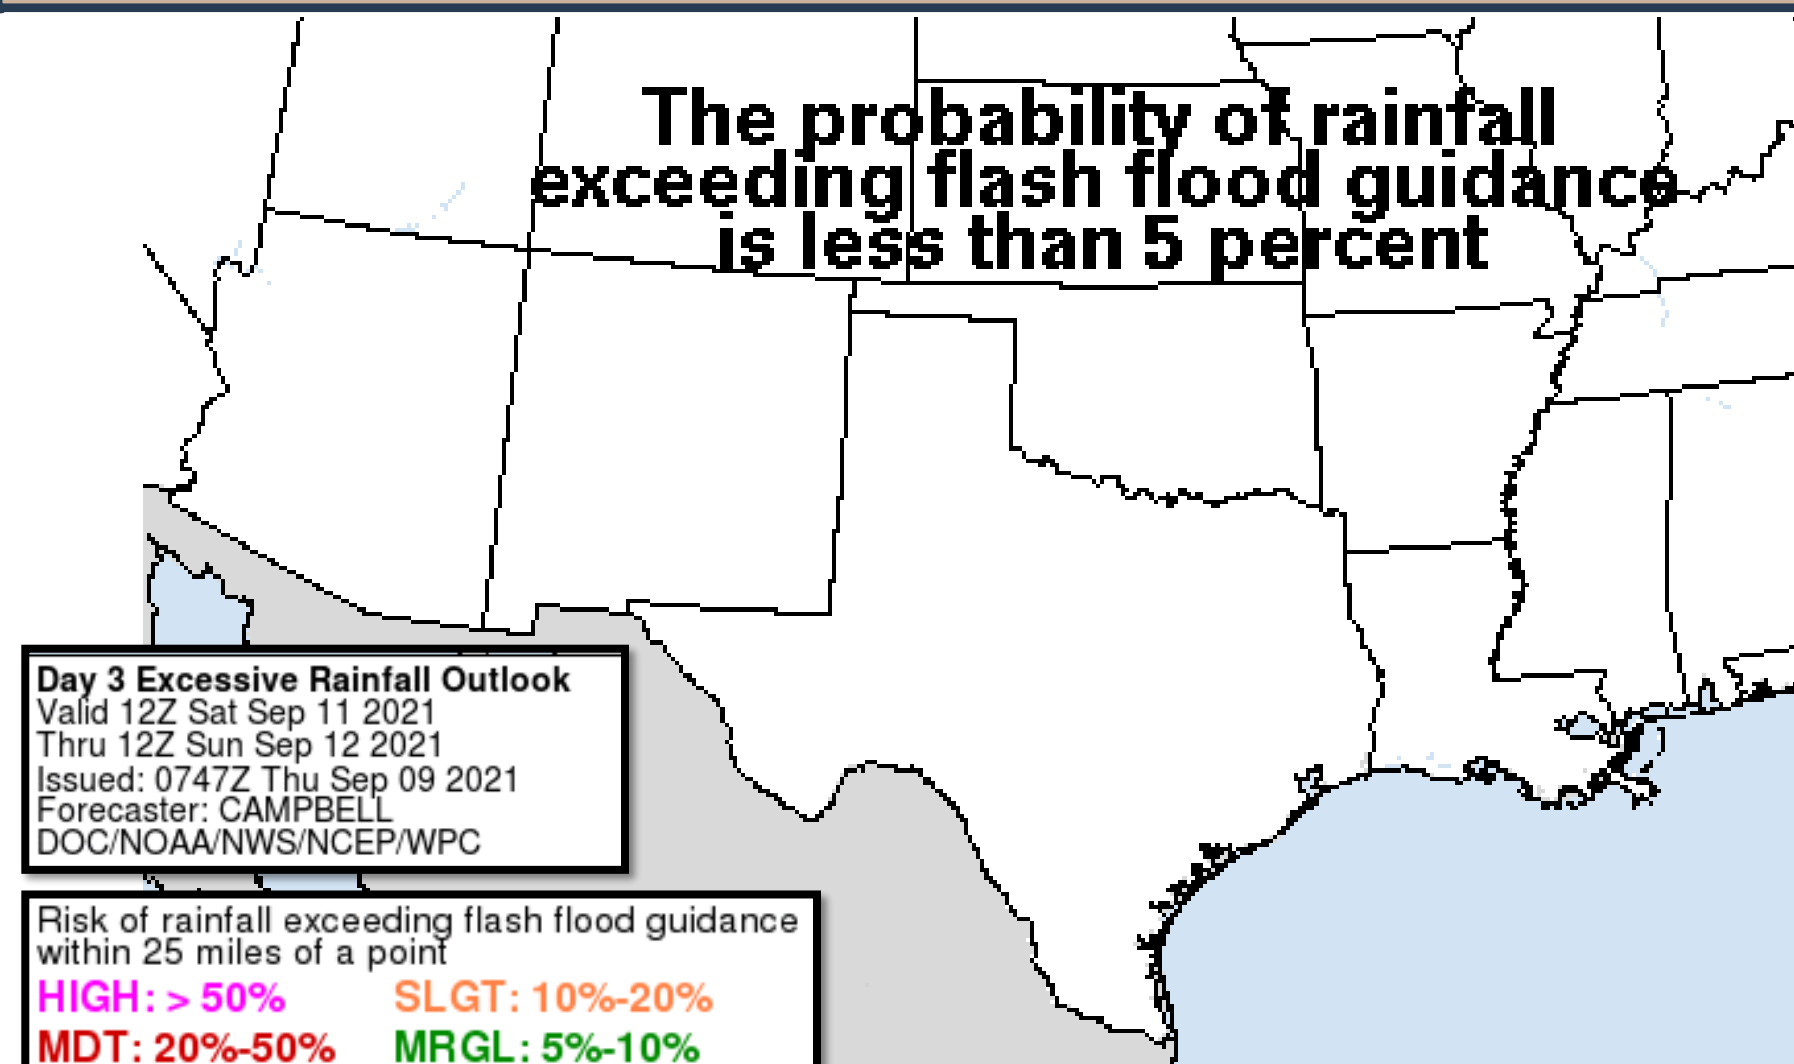 The probability of rainfall
exceeding flash flood guidance
is less than 5 percent
Day 3 Excessive Rainfall Outlook
Valid 12Z Sat Sep 11 2021
Thru 12Z Sun Sep 12 2021
Issued: 0747Z Thu Sep 09 2021
Forecaster: CAMPBELL
DOC/NOAA/NWS/NCEP/WPC
Risk of rainfall exceeding flash flood guidance
within 25 miles of a point
HIGH: > 50% SLGT: 10%-20%
MDT: 20%-50% MRGL: 5%-10%